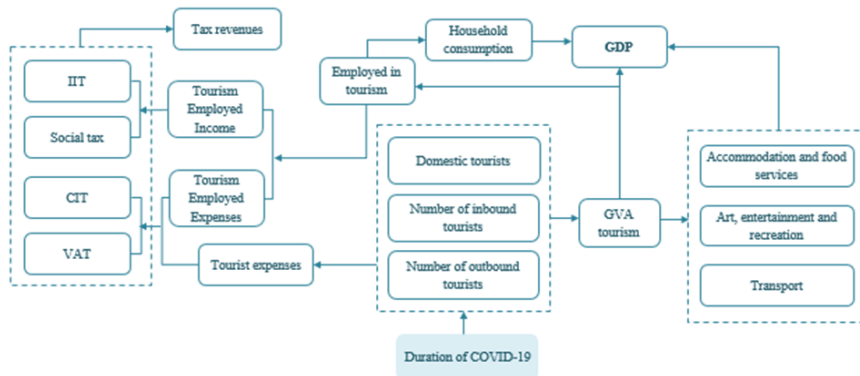 Tax revenues
Household
consumption
GDP
IIT
Employed in
tourism
Tourism
Employed
Income
Social tax
Domestic tourists
Accommodation and food
services
CIT
Tourism
Employed
Expenses
Number of inbound
tourists
GVA
tourism
Art, entertainment and
recreation
VAT
Tourist expenses
Number of outbound
tourists
Transport
Duration of COVID-19